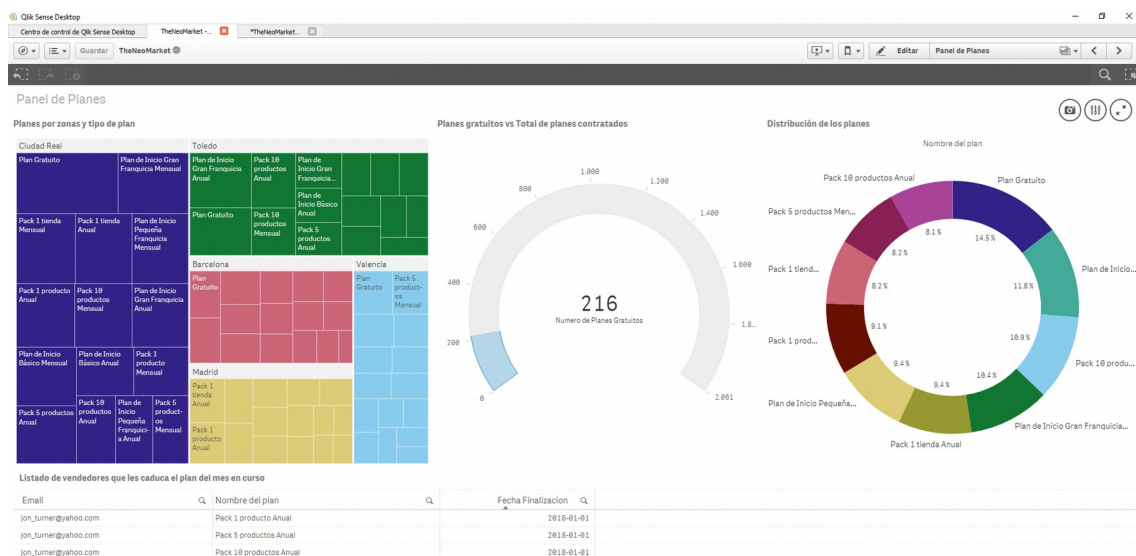 Qlik Sense Desktop
Centro de control de Qlik Sense Desktop
TheNeoMarket -...
*TheNeoMarket...
Guardar
TheNeoMarket
Editar
Panel de Planes
Panel de Planes
Planes por zonas y tipo de plan
Ciudad Real
Plan Gratuito
Plan de Inicio Gran
Franquicia Mensual
Pack 1 tienda
Mensual
Pack 1 tienda
Anual
Plan de Inicio
Pequeña
Franquicia
Mensual
Pack 1 producto
Anual
Pack 10
productos
Mensual
Plan de Inicio
Gran Franquicia
Anual
Plan de Inicio
Básico Mensual
Plan de Inicio
Básico Anual
Pack 1
producto
Mensual
Pack 5 productos
Anual
Pack 10
productos
Anual
Plan de
Inicio
Pequeña
Franquici-
a Anual
Pack 5
product-
os
Mensual
Toledo
Plan de Inicio
Gran Franquicia
Anual
Pack 10
productos
Anual
Plan de
Inicio Gran
Franquicia...
Plan de
Inicio Básico
Anual
Plan Gratuito
Pack 10
productos
Mensual
Pack 5
productos
Anual
Barcelona
Plan
Gratuito
Valencia
Plan
Gratuito
Pack 5
product-
os
Mensual
Madrid
Pack 1
tienda
Anual
Pack 1
producto
Anual
Planes gratuitos vs Total de planes contratados
0
200
400
600
800
1.000
1.200
1.400
1.600
1.8...
2.061
216
Numero de Planes Gratuitos
Distribución de los planes
Nombre del plan
Plan Gratuito
14.5 %
Plan de Inicio...
11.8 %
Pack 10 produ...
10.9 %
Plan de Inicio Gran Franquicia...
10.4 %
Pack 1 tienda Anual
9.4 %
Plan de Inicio Pequeña...
9.4 %
Pack 1 prod...
9.1 %
Pack 1 tiend...
8.2 %
Pack 5 productos Men...
8.2 %
Pack 10 productos Anual
8.1 %
Listado de vendedores que les caduca el plan del mes en curso
Email Nombre del plan Fecha Finalizacion
jon_turner@yahoo.com Pack 1 producto Anual 2018-01-01
jon_turner@yahoo.com Pack 5 productos Anual 2018-01-01
jon_turner@yahoo.com Pack 10 productos Anual 2018-01-01